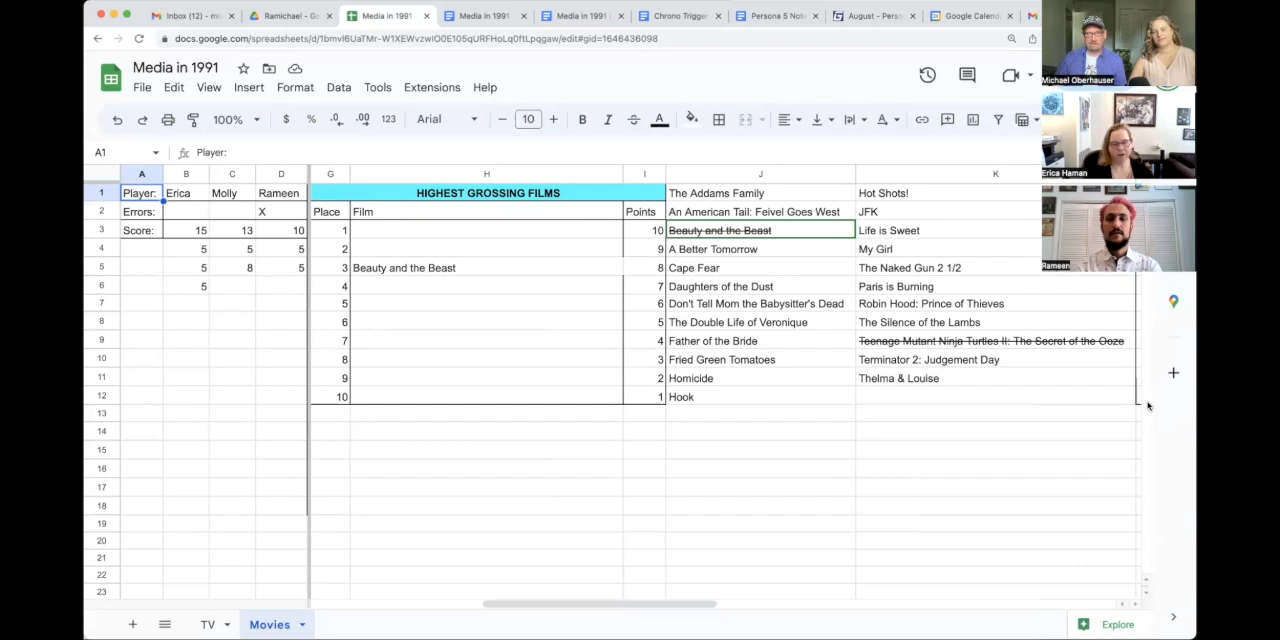 Inbox (12) - mi
Ramichael - Go
Media in 1991
Media in 1991
Media in 1991
Chrono Trigger
Persona 5 Not
August - Perso
Google Calend
docs.google.com/spreadsheets/d/
/edit#gid=1646436098
Media in 1991
File Edit View Insert Format Data Tools Extensions Help
100% $ % .0 .00 123 Arial 10 B I A
A1 fx Player:
A B C D G H I J K
1 Player: Erica Molly Rameen HIGHEST GROSSING FILMS The Addams Family Hot Shots!
2 Errors: X Place Film Points An American Tail: Feivel Goes West JFK
3 Score: 15 13 10 1 10 Beauty and the Beast Life is Sweet
4 5 5 5 2 9 A Better Tomorrow My Girl
5 5 8 5 3 Beauty and the Beast 8 Cape Fear The Naked Gun 2 1/2
6 5 4 7 Daughters of the Dust Paris is Burning
7 5 6 Don't Tell Mom the Babysitter's Dead Robin Hood: Prince of Thieves
8 6 5 The Double Life of Veronique The Silence of the Lambs
9 7 4 Father of the Bride Teenage Mutant Ninja Turtles II: The Secret of the Ooze
10 8 3 Fried Green Tomatoes Terminator 2: Judgement Day
11 9 2 Homicide Thelma & Louise
12 10 1 Hook
13
14
15
16
17
18
19
20
21
22
23
TV Movies Explore
Michael Oberhauser
Erica Haman
Rameen